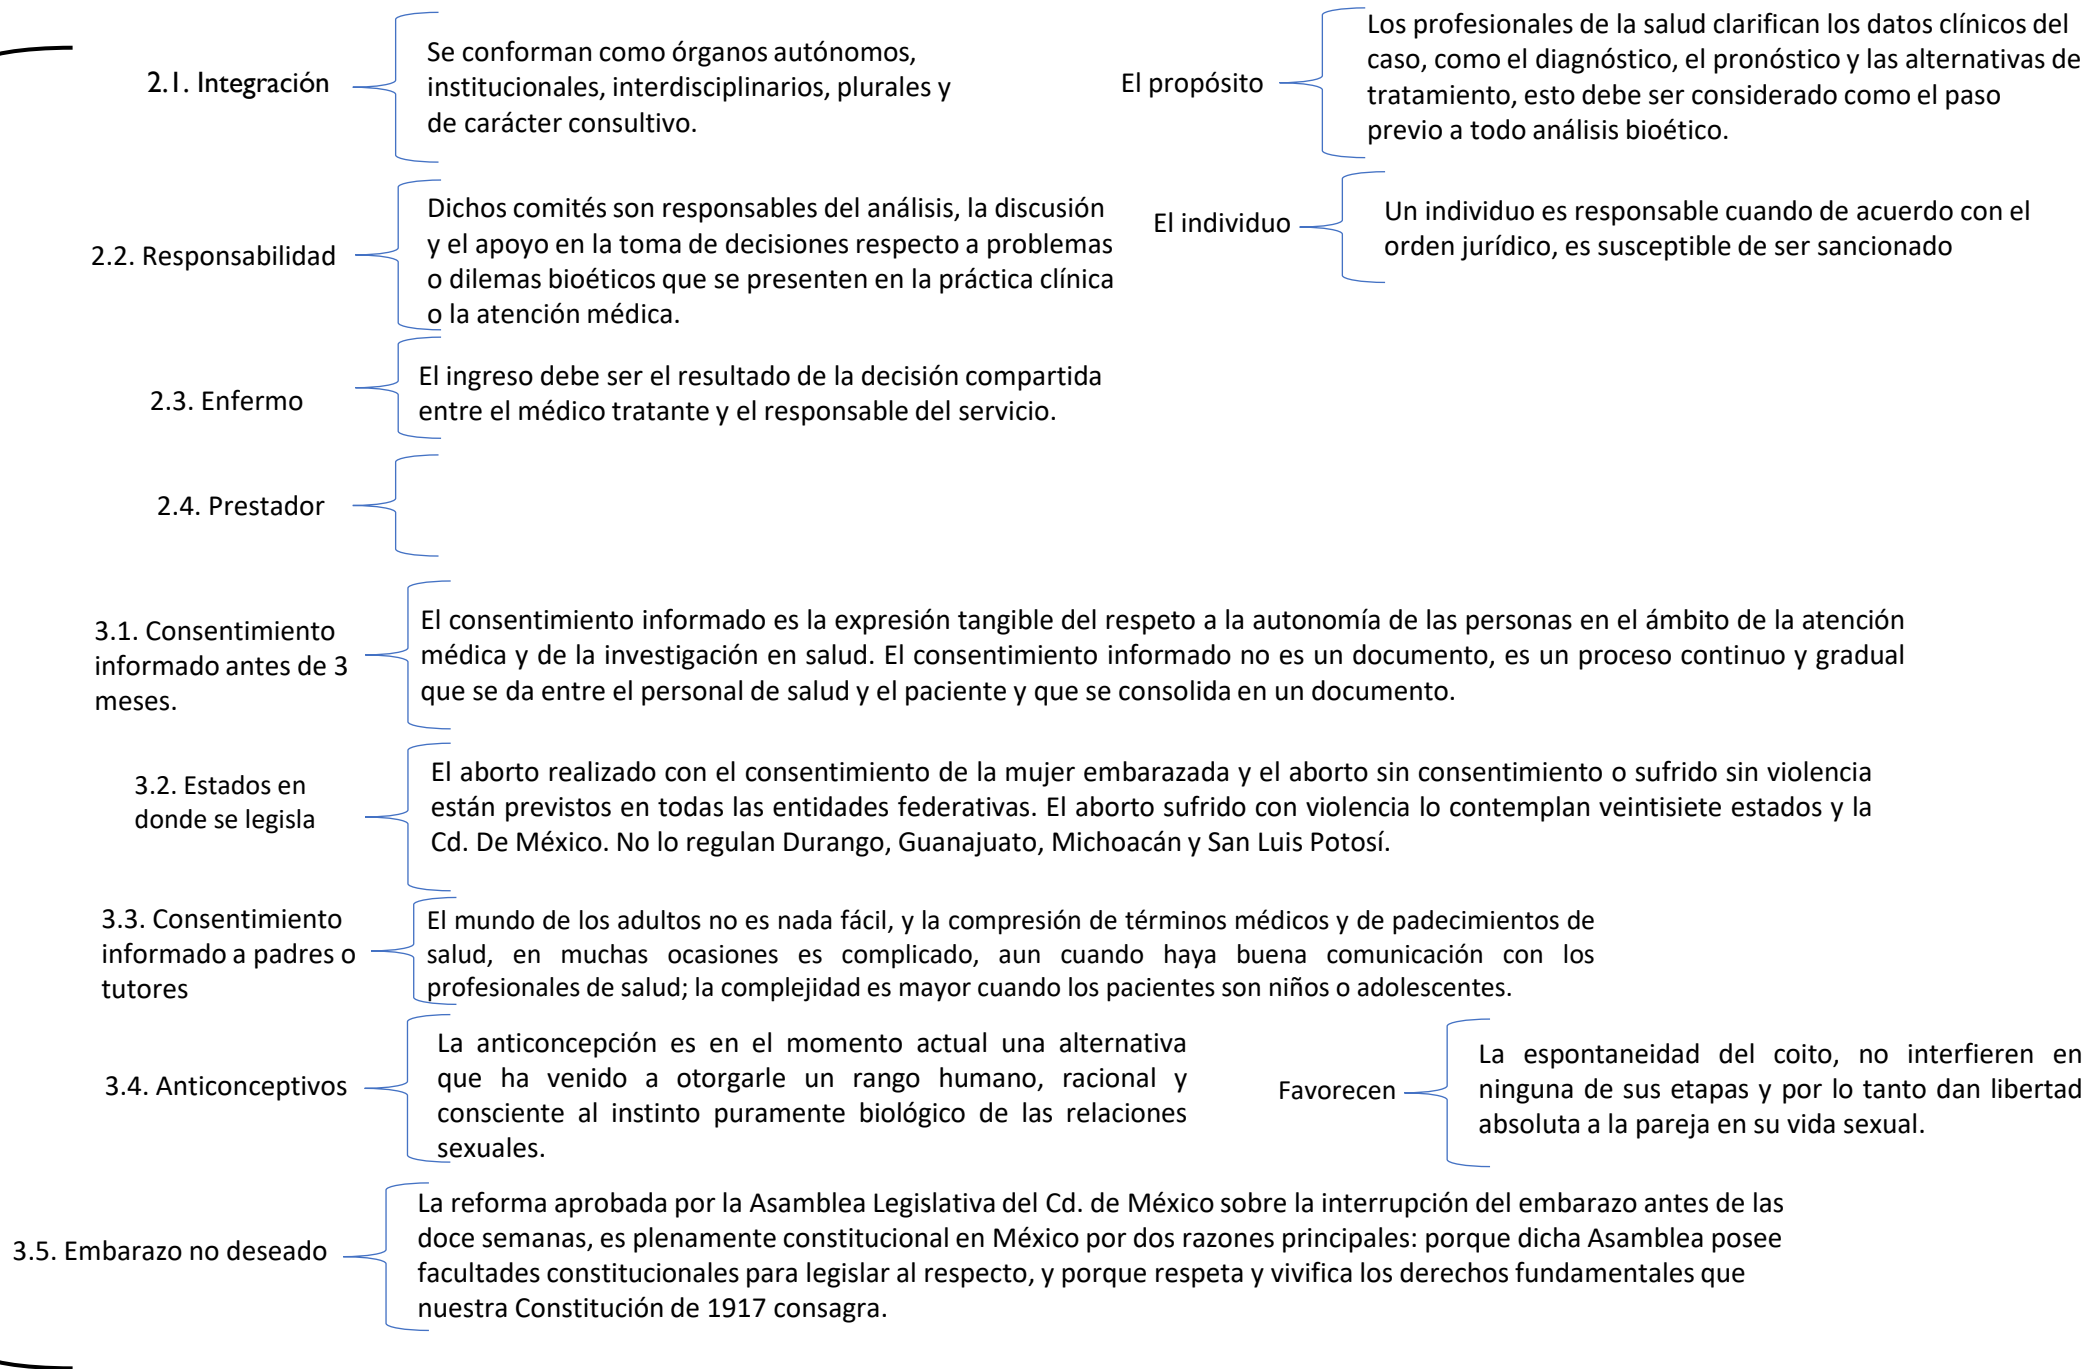 2.1. Integración
Se conforman como órganos autónomos,
institucionales, interdisciplinarios, plurales y
de carácter consultivo.
El propósito
Los profesionales de la salud clarifican los datos clínicos del
caso, como el diagnóstico, el pronóstico y las alternativas de
tratamiento, esto debe ser considerado como el paso
previo a todo análisis bioético.
2.2. Responsabilidad
Dichos comités son responsables del análisis, la discusión
y el apoyo en la toma de decisiones respecto a problemas
o dilemas bioéticos que se presenten en la práctica clínica
o la atención médica.
El individuo
Un individuo es responsable cuando de acuerdo con el
orden jurídico, es susceptible de ser sancionado
2.3. Enfermo
El ingreso debe ser el resultado de la decisión compartida
entre el médico tratante y el responsable del servicio.
2.4. Prestador
3.1. Consentimiento
informado antes de 3
meses.
El consentimiento informado es la expresión tangible del respeto a la autonomía de las personas en el ámbito de la atención
médica y de la investigación en salud. El consentimiento informado no es un documento, es un proceso continuo y gradual
que se da entre el personal de salud y el paciente y que se consolida en un documento.
3.2. Estados en
donde se legisla
El aborto realizado con el consentimiento de la mujer embarazada y el aborto sin consentimiento o sufrido sin violencia
están previstos en todas las entidades federativas. El aborto sufrido con violencia lo contemplan veintisiete estados y la
Cd. De México. No lo regulan Durango, Guanajuato, Michoacán y San Luis Potosí.
3.3. Consentimiento
informado a padres o
tutores
El mundo de los adultos no es nada fácil, y la compresión de términos médicos y de padecimientos de
salud, en muchas ocasiones es complicado, aun cuando haya buena comunicación con los
profesionales de salud; la complejidad es mayor cuando los pacientes son niños o adolescentes.
3.4. Anticonceptivos
La anticoncepción es en el momento actual una alternativa
que ha venido a otorgarle un rango humano, racional y
consciente al instinto puramente biológico de las relaciones
sexuales.
Favorecen
La espontaneidad del coito, no interfieren en
ninguna de sus etapas y por lo tanto dan libertad
absoluta a la pareja en su vida sexual.
3.5. Embarazo no deseado
La reforma aprobada por la Asamblea Legislativa del Cd. de México sobre la interrupción del embarazo antes de las
doce semanas, es plenamente constitucional en México por dos razones principales: porque dicha Asamblea posee
facultades constitucionales para legislar al respecto, y porque respeta y vivifica los derechos fundamentales que
nuestra Constitución de 1917 consagra.